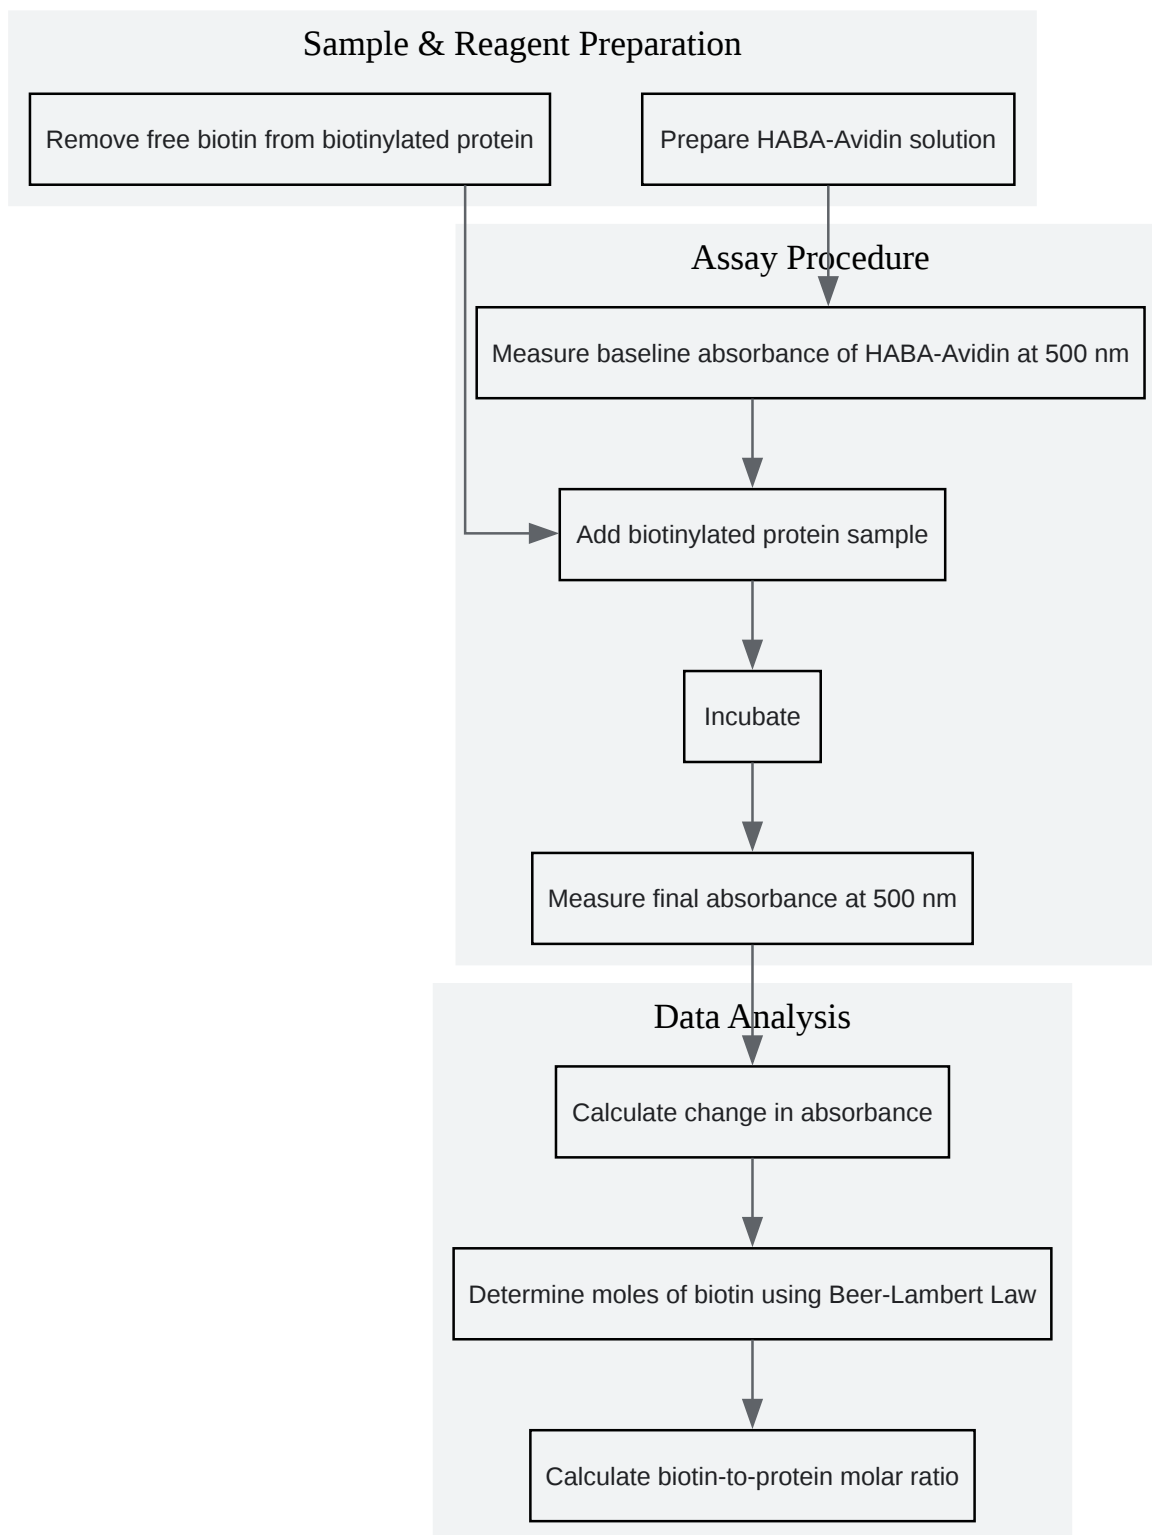 Sample & Reagent Preparation
Remove free biotin from biotinylated protein
Prepare HABA-Avidin solution
Assay Procedure
Measure baseline absorbance of HABA-Avidin at 500 nm
Add biotinylated protein sample
Incubate
Measure final absorbance at 500 nm
Data Analysis
Calculate change in absorbance
Determine moles of biotin using Beer-Lambert Law
Calculate biotin-to-protein molar ratio